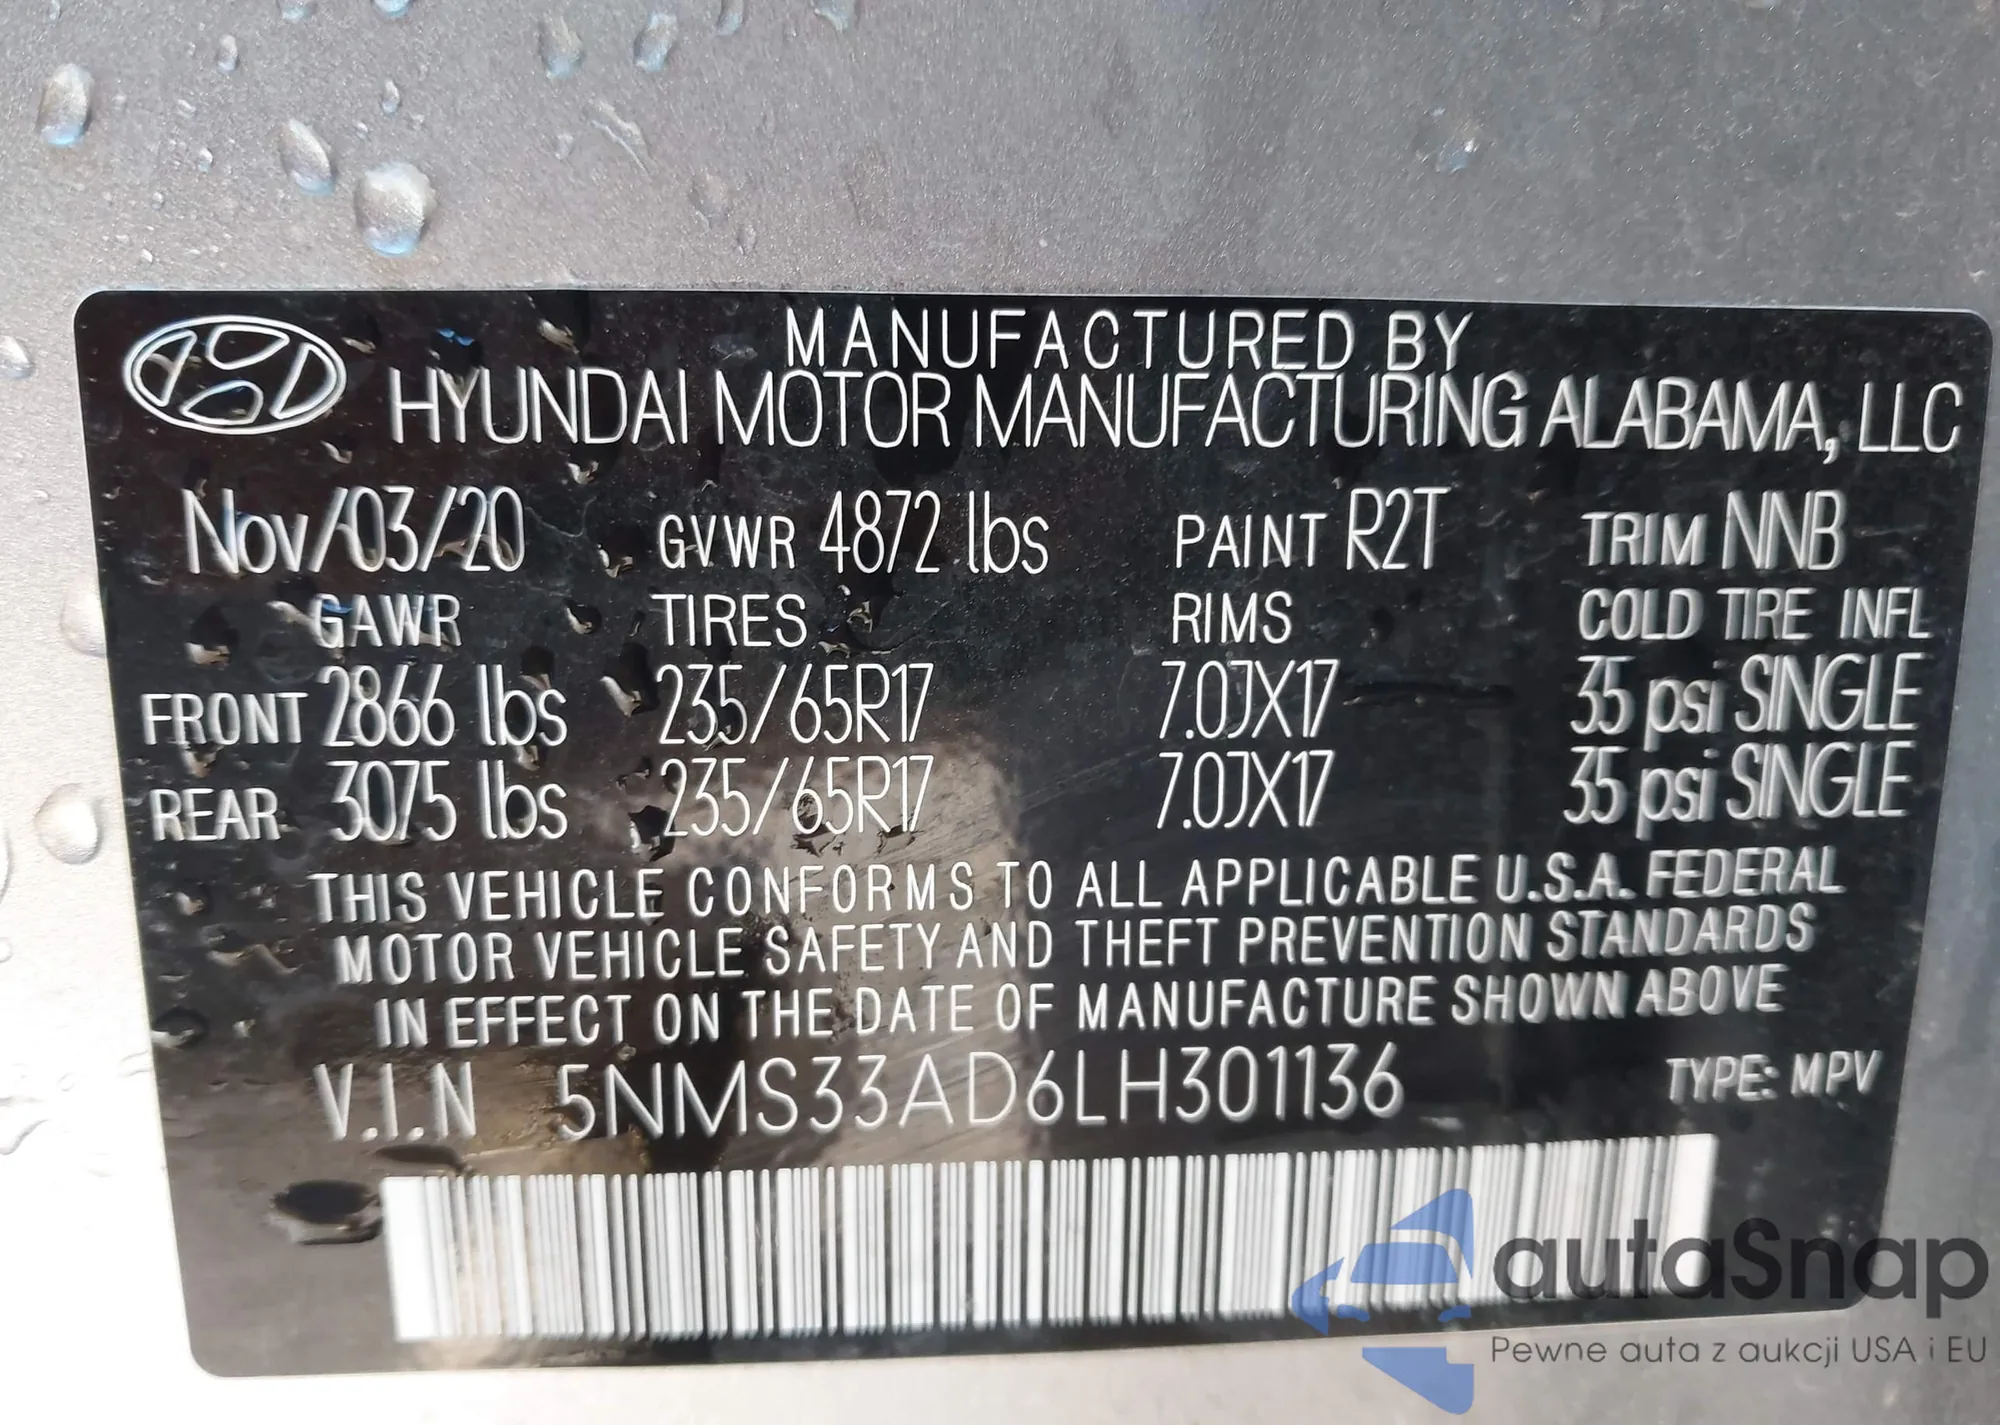 MANUFACTURED BY
HYUNDAI MOTOR MANUFACTURING ALABAMA, LLC
Nov/03/20 GVWR 4872 lbs PAINT R2T TRIM NNB
GAWR TIRES RIMS COLD TIRE INFL
FRONT 2866 lbs 235/65R17 7.0JX17 35 psi SINGLE
REAR 3075 lbs 235/65R17 7.0JX17 35 psi SINGLE
THIS VEHICLE CONFORMS TO ALL APPLICABLE U.S.A. FEDERAL
MOTOR VEHICLE SAFETY AND THEFT PREVENTION STANDARDS
IN EFFECT ON THE DATE OF MANUFACTURE SHOWN ABOVE
V.I.N 5NMS33AD6LH301136 TYPE: MPV
autaSnap
Pewne auta z aukcji USA i EU